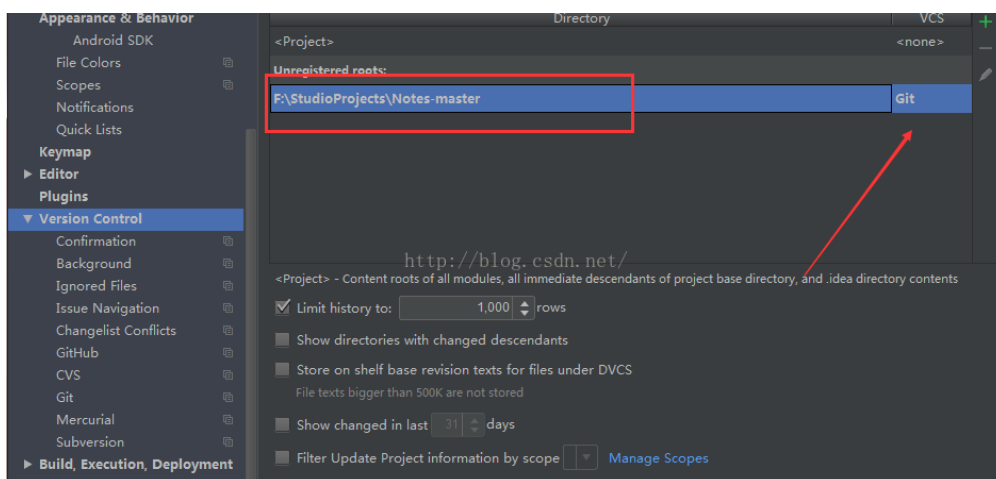 Appearance & Behavior
Android SDK
File Colors
Scopes
Notifications
Quick Lists
Keymap
Editor
Plugins
Version Control
Confirmation
Background
Ignored Files
Issue Navigation
Changelist Conflicts
GitHub
CVS
Git
Mercurial
Subversion
Build, Execution, Deployment
Directory VCS
<Project> <none>
Unregistered roots:
F:\StudioProjects\Notes-master Git
http://blog.csdn.net/
<Project> - Content roots of all modules, all immediate descendants of project base directory, and .idea directory contents
Limit history to: 1,000 rows
Show directories with changed descendants
Store on shelf base revision texts for files under DVCS
File texts bigger than 500K are not stored
Show changed in last 31 days
Filter Update Project information by scope Manage Scopes